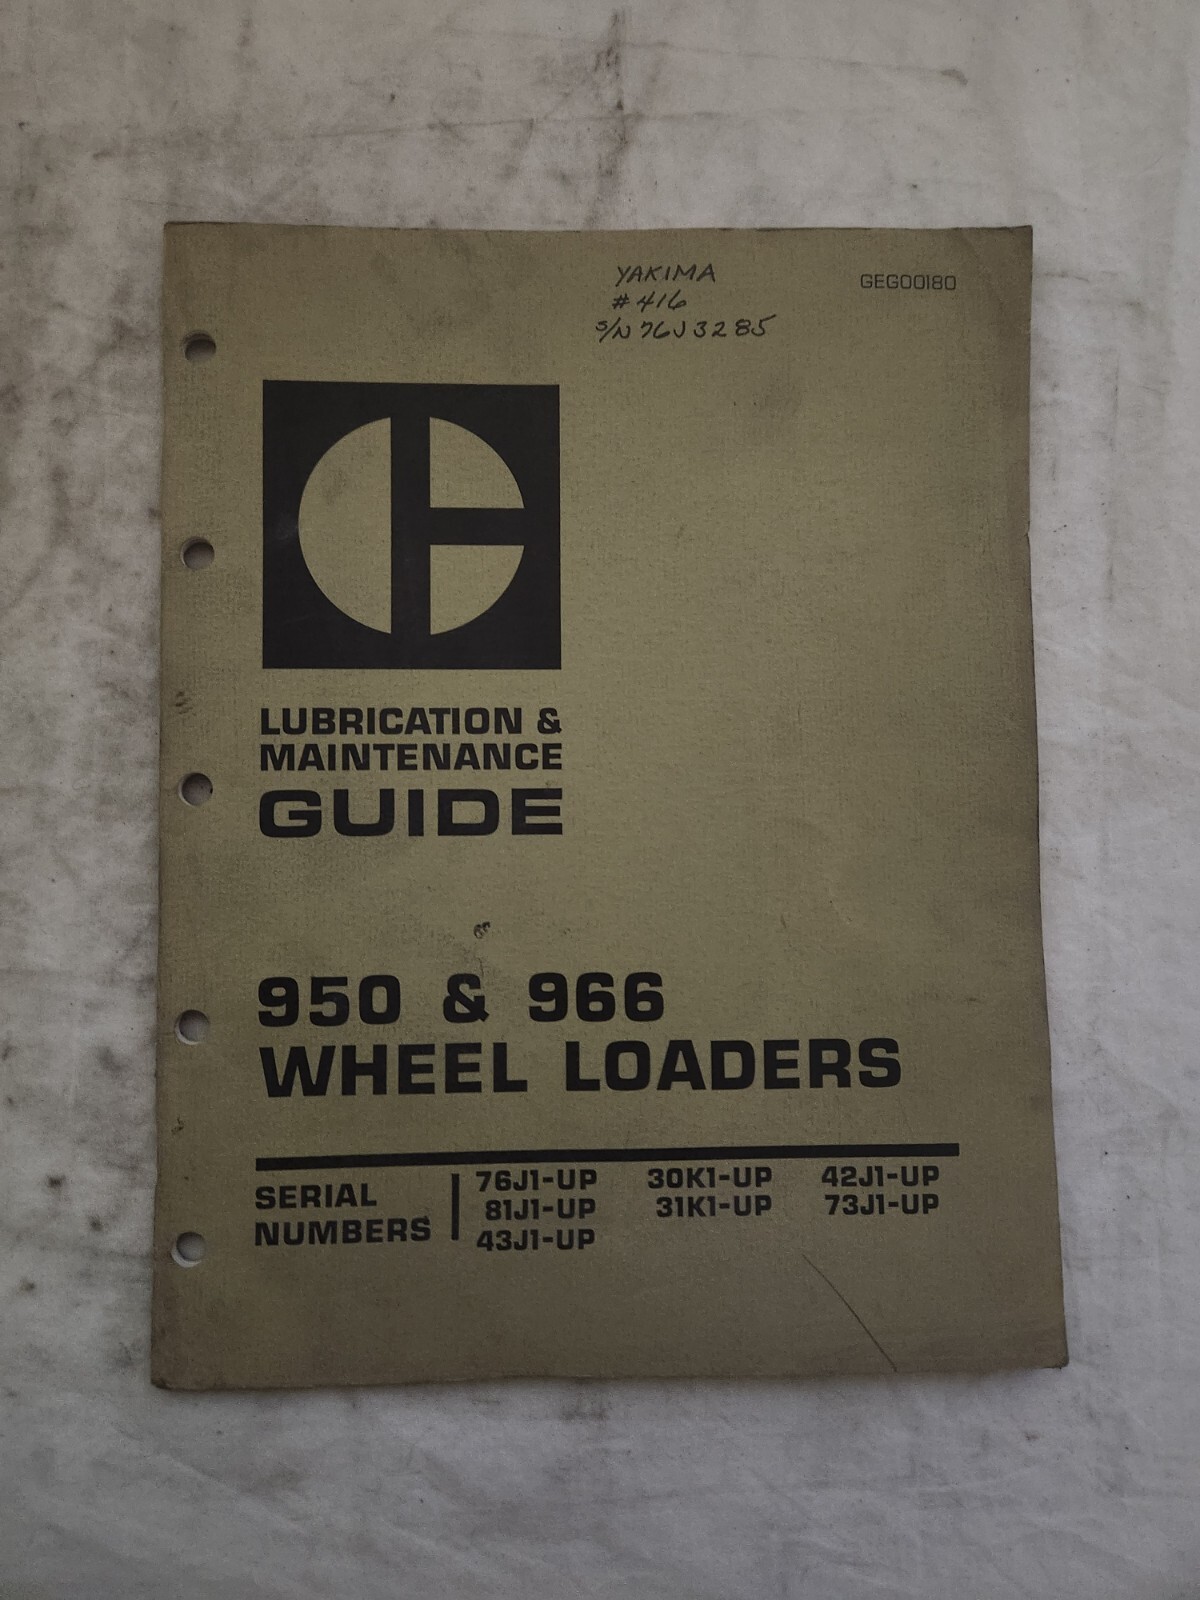 YAKIMA
#416
S/N 76J3285
GEG00180
LUBRICATION &
MAINTENANCE
GUIDE
950 & 966
WHEEL LOADERS
SERIAL
NUMBERS
76J1-UP 30K1-UP 42J1-UP
81J1-UP 31K1-UP 73J1-UP
43J1-UP